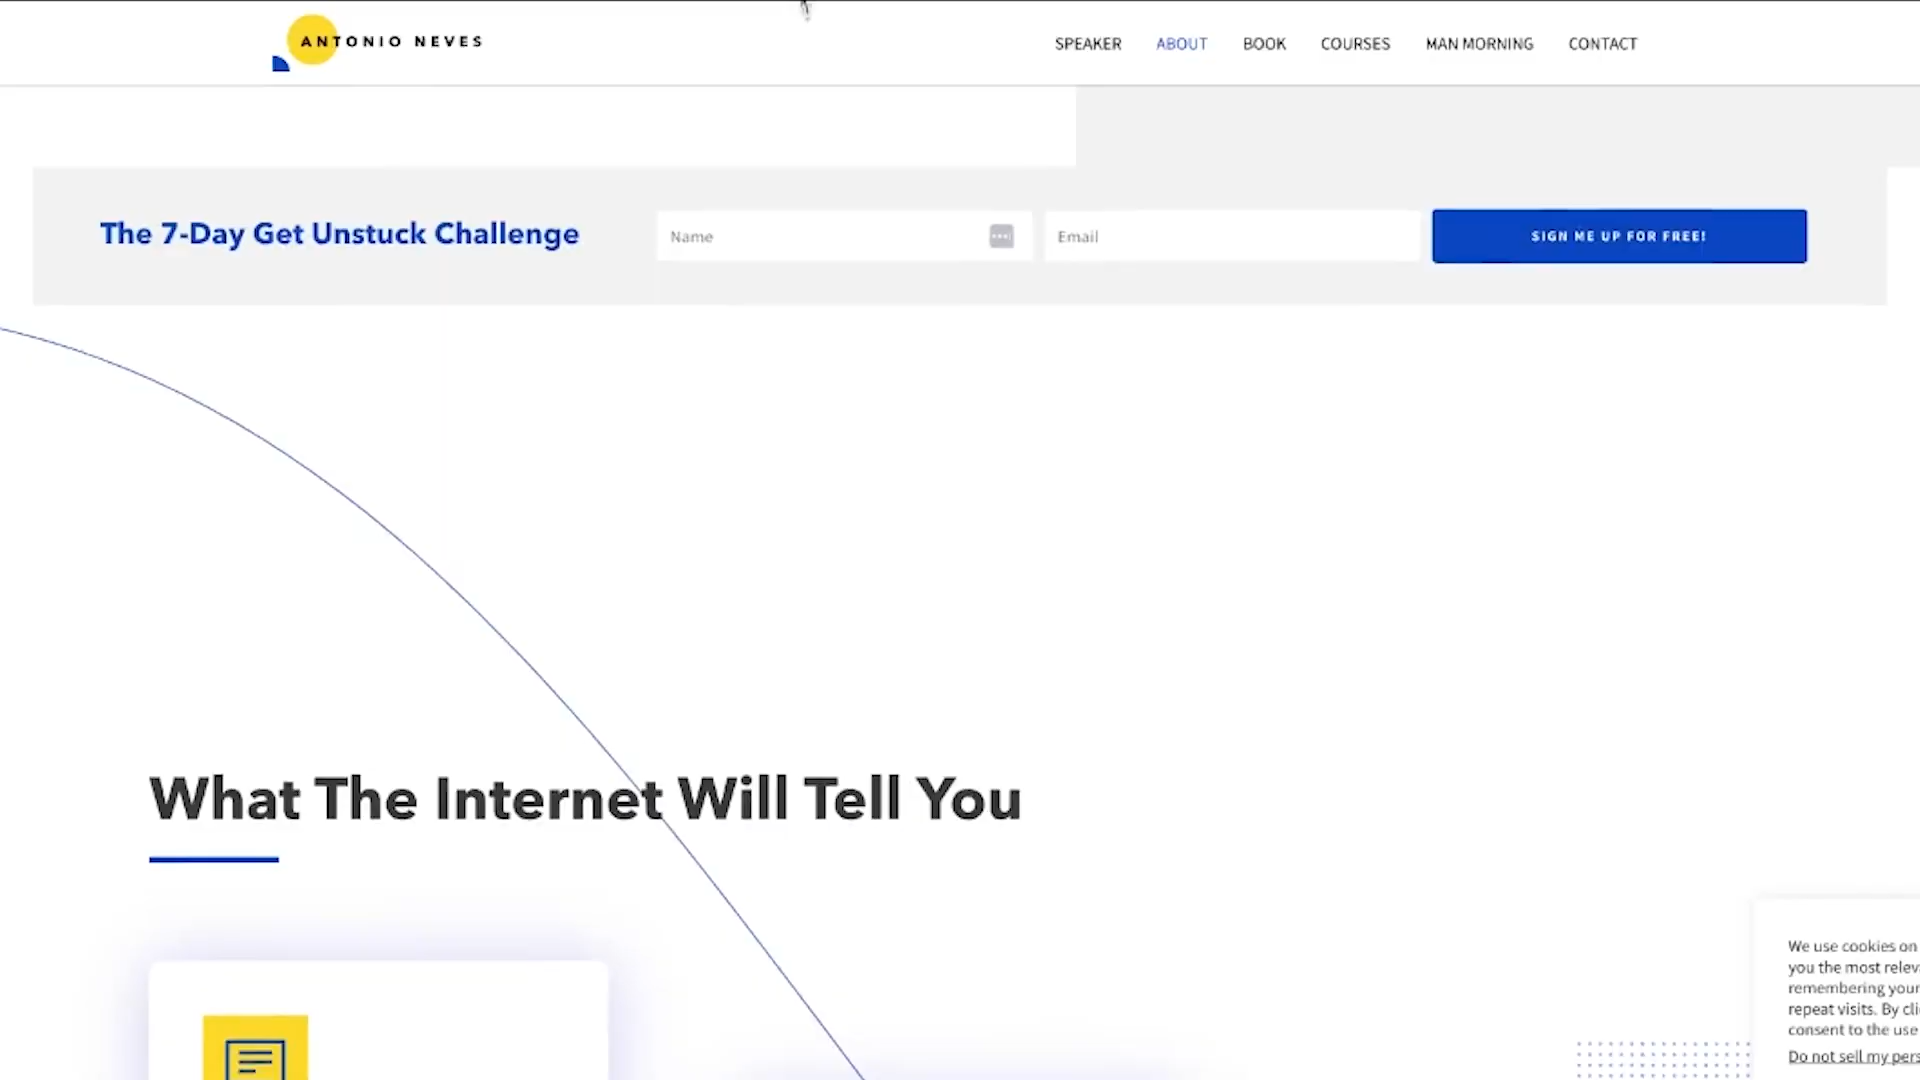 ANTONIO NEVES
SPEAKER ABOUT BOOK COURSES MAN MORNING CONTACT
The 7-Day Get Unstuck Challenge
Name
Email
SIGN ME UP FOR FREE!
What The Internet Will Tell You
We use cookies on
you the most
remembering your
repeat visits. By
consent to the use
Do not sell my